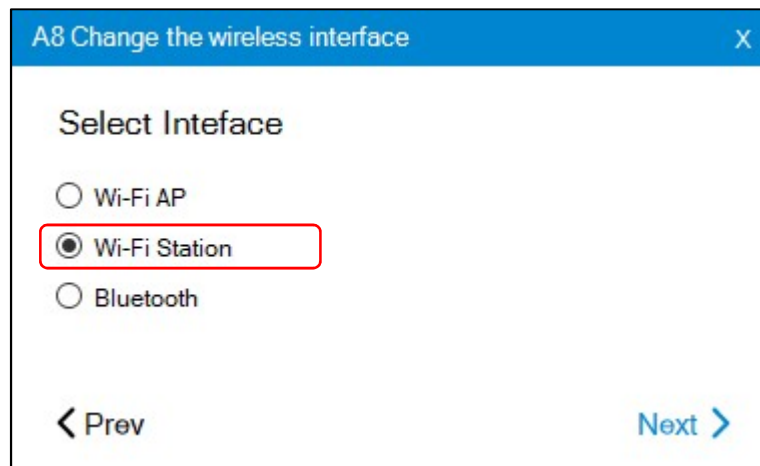 A8 Change the wireless interface X
Select Inteface
Wi-Fi AP
Wi-Fi Station
Bluetooth
Prev Next